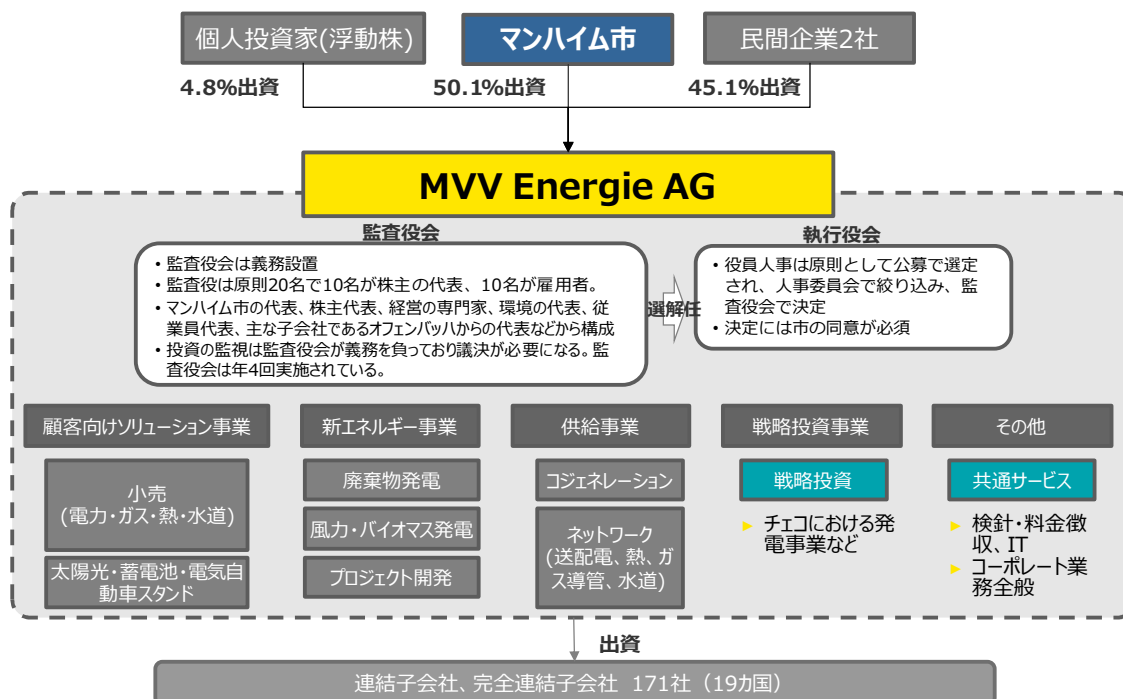 個人投資家(浮動株)
マンハイム市
民間企業2社
4.8%出資
50.1%出資
45.1%出資
MVV Energie AG
監査役会
• 監査役会は義務設置
• 監査役は原則20名で10名が株主の代表、10名が雇用者。
• マンハイム市の代表、株主代表、経営の専門家、環境の代表、従
業員代表、主な子会社であるオフェンバッハからの代表などから構成
• 投資の監視は監査役会が義務を負っており議決が必要になる。監
査役会は年4回実施されている。
選解任
執行役会
• 役員人事は原則として公募で選定
され、人事委員会で絞り込み、監
査役会で決定
• 決定には市の同意が必須
顧客向けソリューション事業
小売
(電力・ガス・熱・水道)
太陽光・蓄電池・電気自
動車スタンド
新エネルギー事業
廃棄物発電
風力・バイオマス発電
プロジェクト開発
供給事業
コジェネレーション
ネットワーク
(送配電、熱、ガ
ス導管、水道)
戦略投資事業
戦略投資
► チェコにおける発
電事業など
その他
共通サービス
► 検針・料金徴
収、IT
► コーポレート業
務全般
出資
連結子会社、完全連結子会社 171社（19カ国）